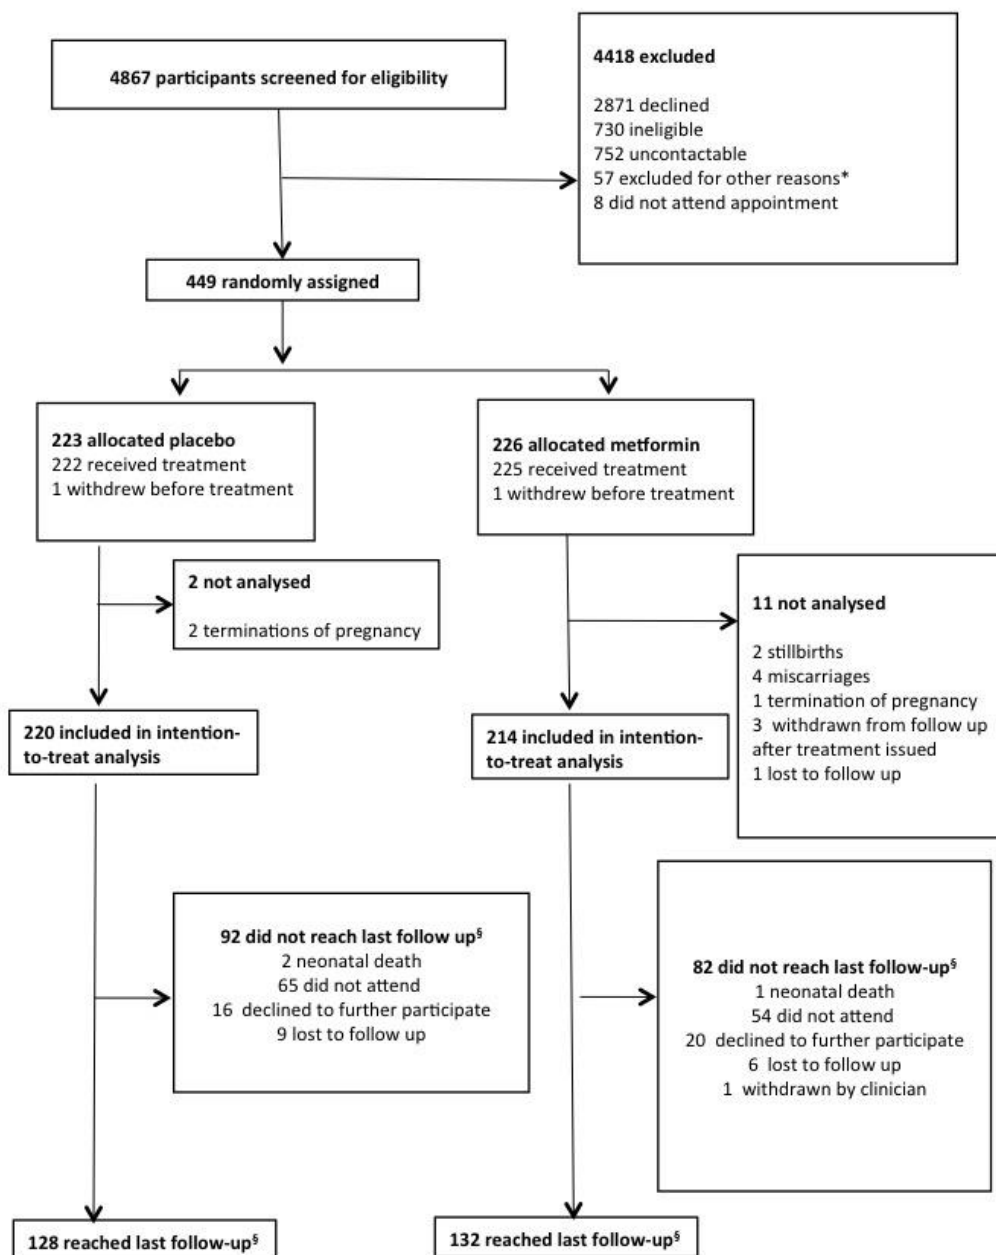 4867 participants screened for eligibility
4418 excluded
2871 declined
730 ineligible
752 uncontactable
57 excluded for other reasons*
8 did not attend appointment
449 randomly assigned
223 allocated placebo
222 received treatment
1 withdrew before treatment
226 allocated metformin
225 received treatment
1 withdrew before treatment
2 not analysed
2 terminations of pregnancy
11 not analysed
2 stillbirths
4 miscarriages
1 termination of pregnancy
3 withdrawn from follow up
after treatment issued
1 lost to follow up
220 included in intention-
to-treat analysis
214 included in intention-
to-treat analysis
92 did not reach last follow up§
2 neonatal death
65 did not attend
16 declined to further participate
9 lost to follow up
82 did not reach last follow-up§
1 neonatal death
54 did not attend
20 declined to further participate
6 lost to follow up
1 withdrawn by clinician
128 reached last follow-up§
132 reached last follow-up§